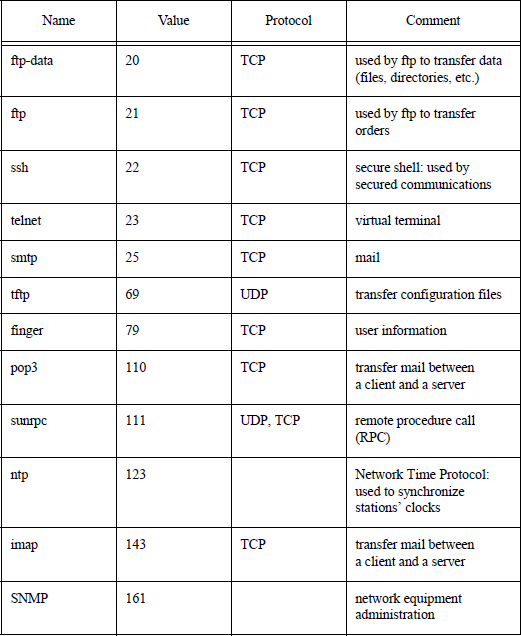 Name Value Protocol Comment
ftp-data 20 TCP used by ftp to transfer data
(files, directories, etc.)
ftp 21 TCP used by ftp to transfer
orders
ssh 22 TCP secure shell: used by
secured communications
telnet 23 TCP virtual terminal
smtp 25 TCP mail
tftp 69 UDP transfer configuration files
finger 79 TCP user information
pop3 110 TCP transfer mail between
a client and a server
sunrpc 111 UDP, TCP remote procedure call
(RPC)
ntp 123 Network Time Protocol:
used to synchronize
stations’ clocks
imap 143 TCP transfer mail between
a client and a server
SNMP 161 network equipment
administration